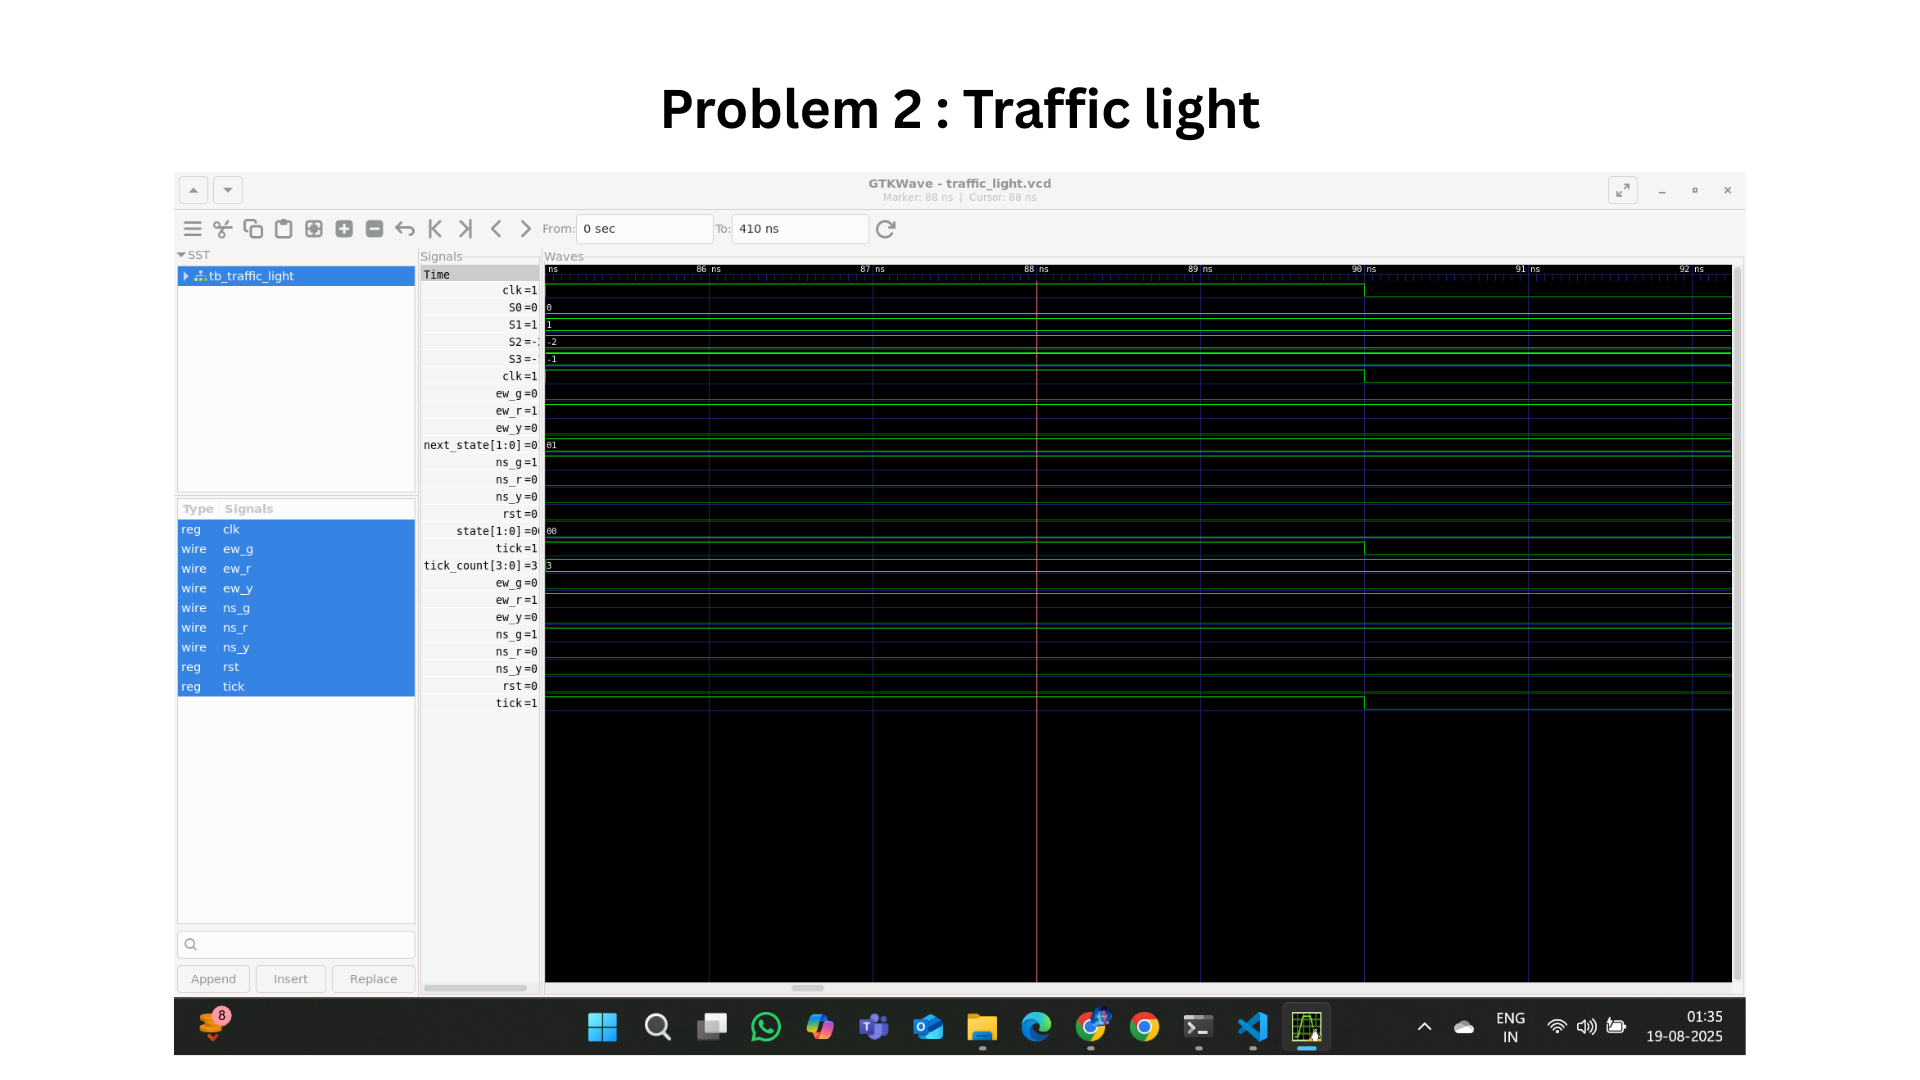 Problem 2 : Traffic light
GTKWave - traffic_light.vcd
Marker: 88 ns | Cursor: 88 ns
From: 0 sec To: 410 ns
SST
tb_traffic_light
Type Signals
reg clk
wire ew_g
wire ew_r
wire ew_y
wire ns_g
wire ns_r
wire ns_y
reg rst
reg tick
Append Insert Replace
Signals
Time
clk=1
S0=0
S1=1
S2=-
S3=-
clk=1
ew_g=0
ew_r=1
ew_y=0
next_state[1:0]=0
ns_g=1
ns_r=0
ns_y=0
rst=0
state[1:0]=0
tick=1
tick_count[3:0]=3
ew_g=0
ew_r=1
ew_y=0
ns_g=1
ns_r=0
ns_y=0
rst=0
tick=1
Waves
ns 86 ns 87 ns 88 ns 89 ns 90 ns 91 ns 92 ns
0
1
-2
-1
01
00
3
8
ENG
IN
01:35
19-08-2025